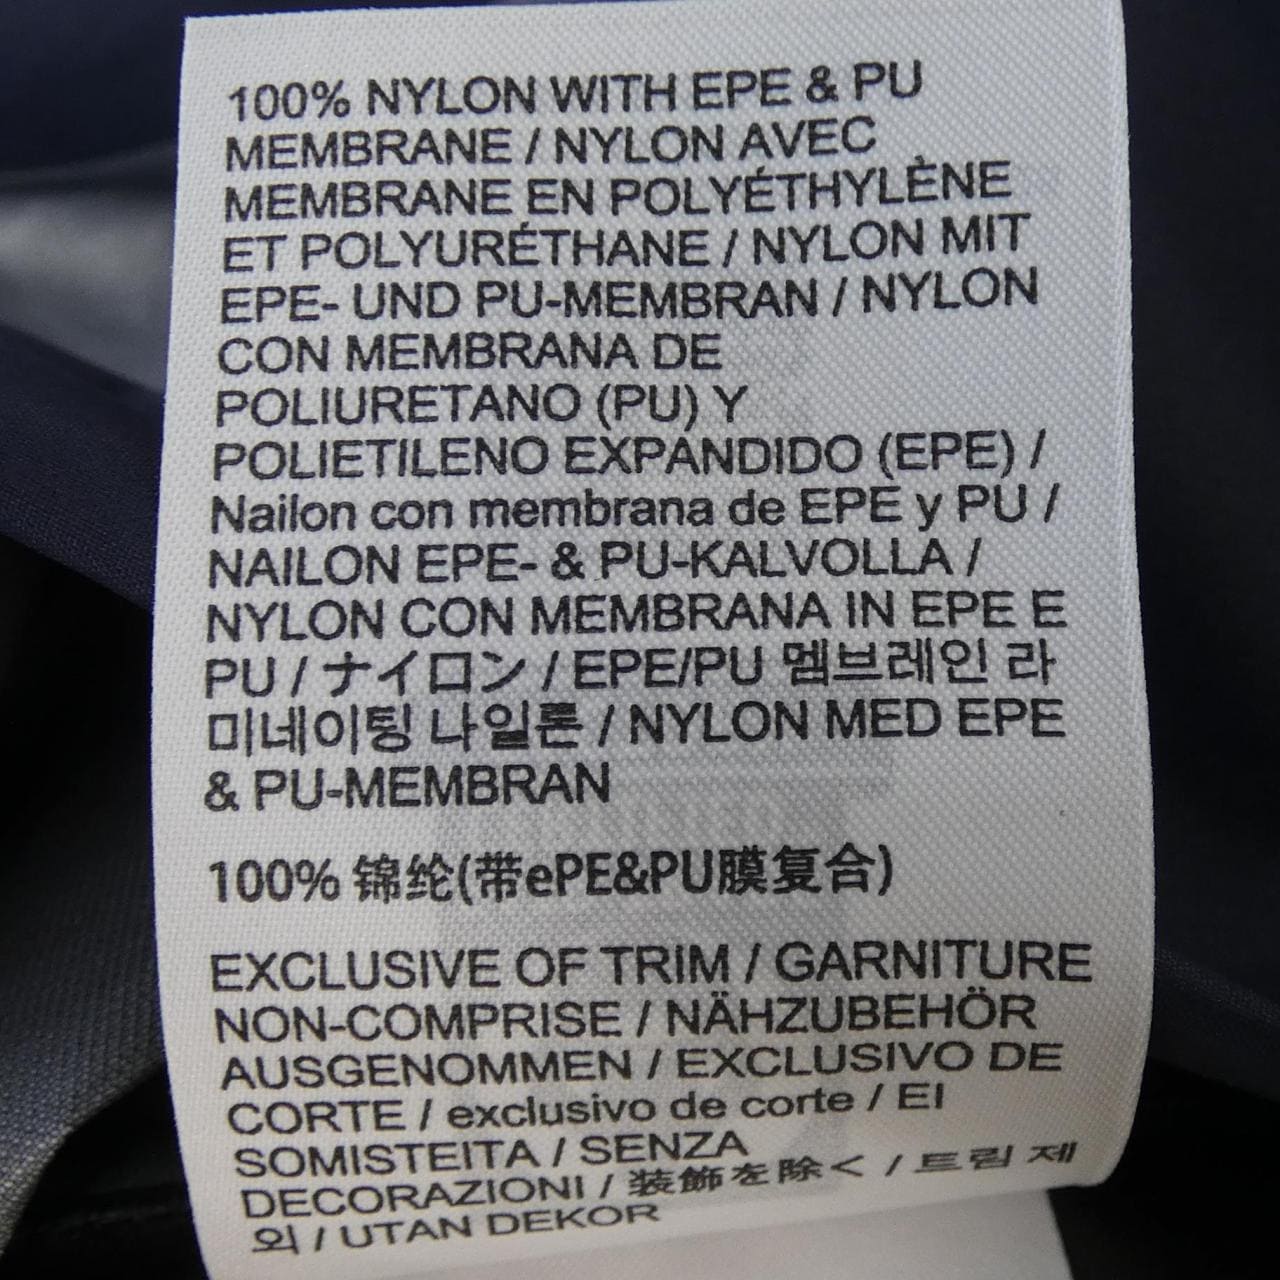 100% NYLON WITH EPE & PU
MEMBRANE / NYLON AVEC
MEMBRANE EN POLYÉTHYLÈNE
ET POLYURÉTHANE / NYLON MIT
EPE- UND PU-MEMBRAN / NYLON
CON MEMBRANA DE
POLIURETANO (PU) Y
POLIETILENO EXPANDIDO (EPE) /
Nailon con membrana de EPE y PU /
NAILON EPE- & PU-KALVOLLA /
NYLON CON MEMBRANA IN EPE E
PU / ナイロン / EPE/PU 멤브레인 라
미네이팅 나일론 / NYLON MED EPE
& PU-MEMBRAN
100% 锦纶(带ePE&PU膜复合)
EXCLUSIVE OF TRIM / GARNITURE
NON-COMPRISE / NÄHZUBEHÖR
AUSGENOMMEN / EXCLUSIVO DE
CORTE / exclusivo de corte / EI
SOMISTEITA / SENZA
DECORAZIONI / 装飾を除く / 트림 제
외 / UTAN DEKOR